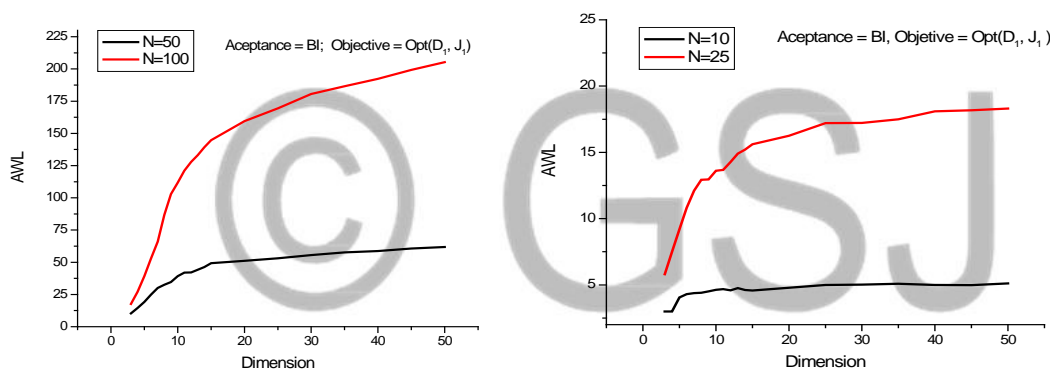 N=50
N=100
Aceptance = BI; Objective = Opt(D₁, J₁)
AWL
225
200
175
150
125
100
75
50
25
0
0 10 20 30 40 50
Dimension
N=10
N=25
Aceptance = BI, Objetive = Opt(D₁, J₁ )
AWL
25
20
15
10
5
0 10 20 30 40 50
Dimension
© GSJ